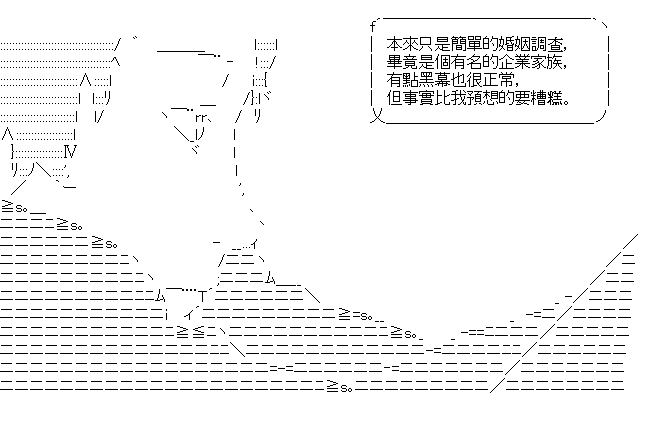 本來只是簡單的婚姻調查,
畢竟是個有名的企業家族,
有點黑幕也很正常,
但事實比我預想的要糟糕。